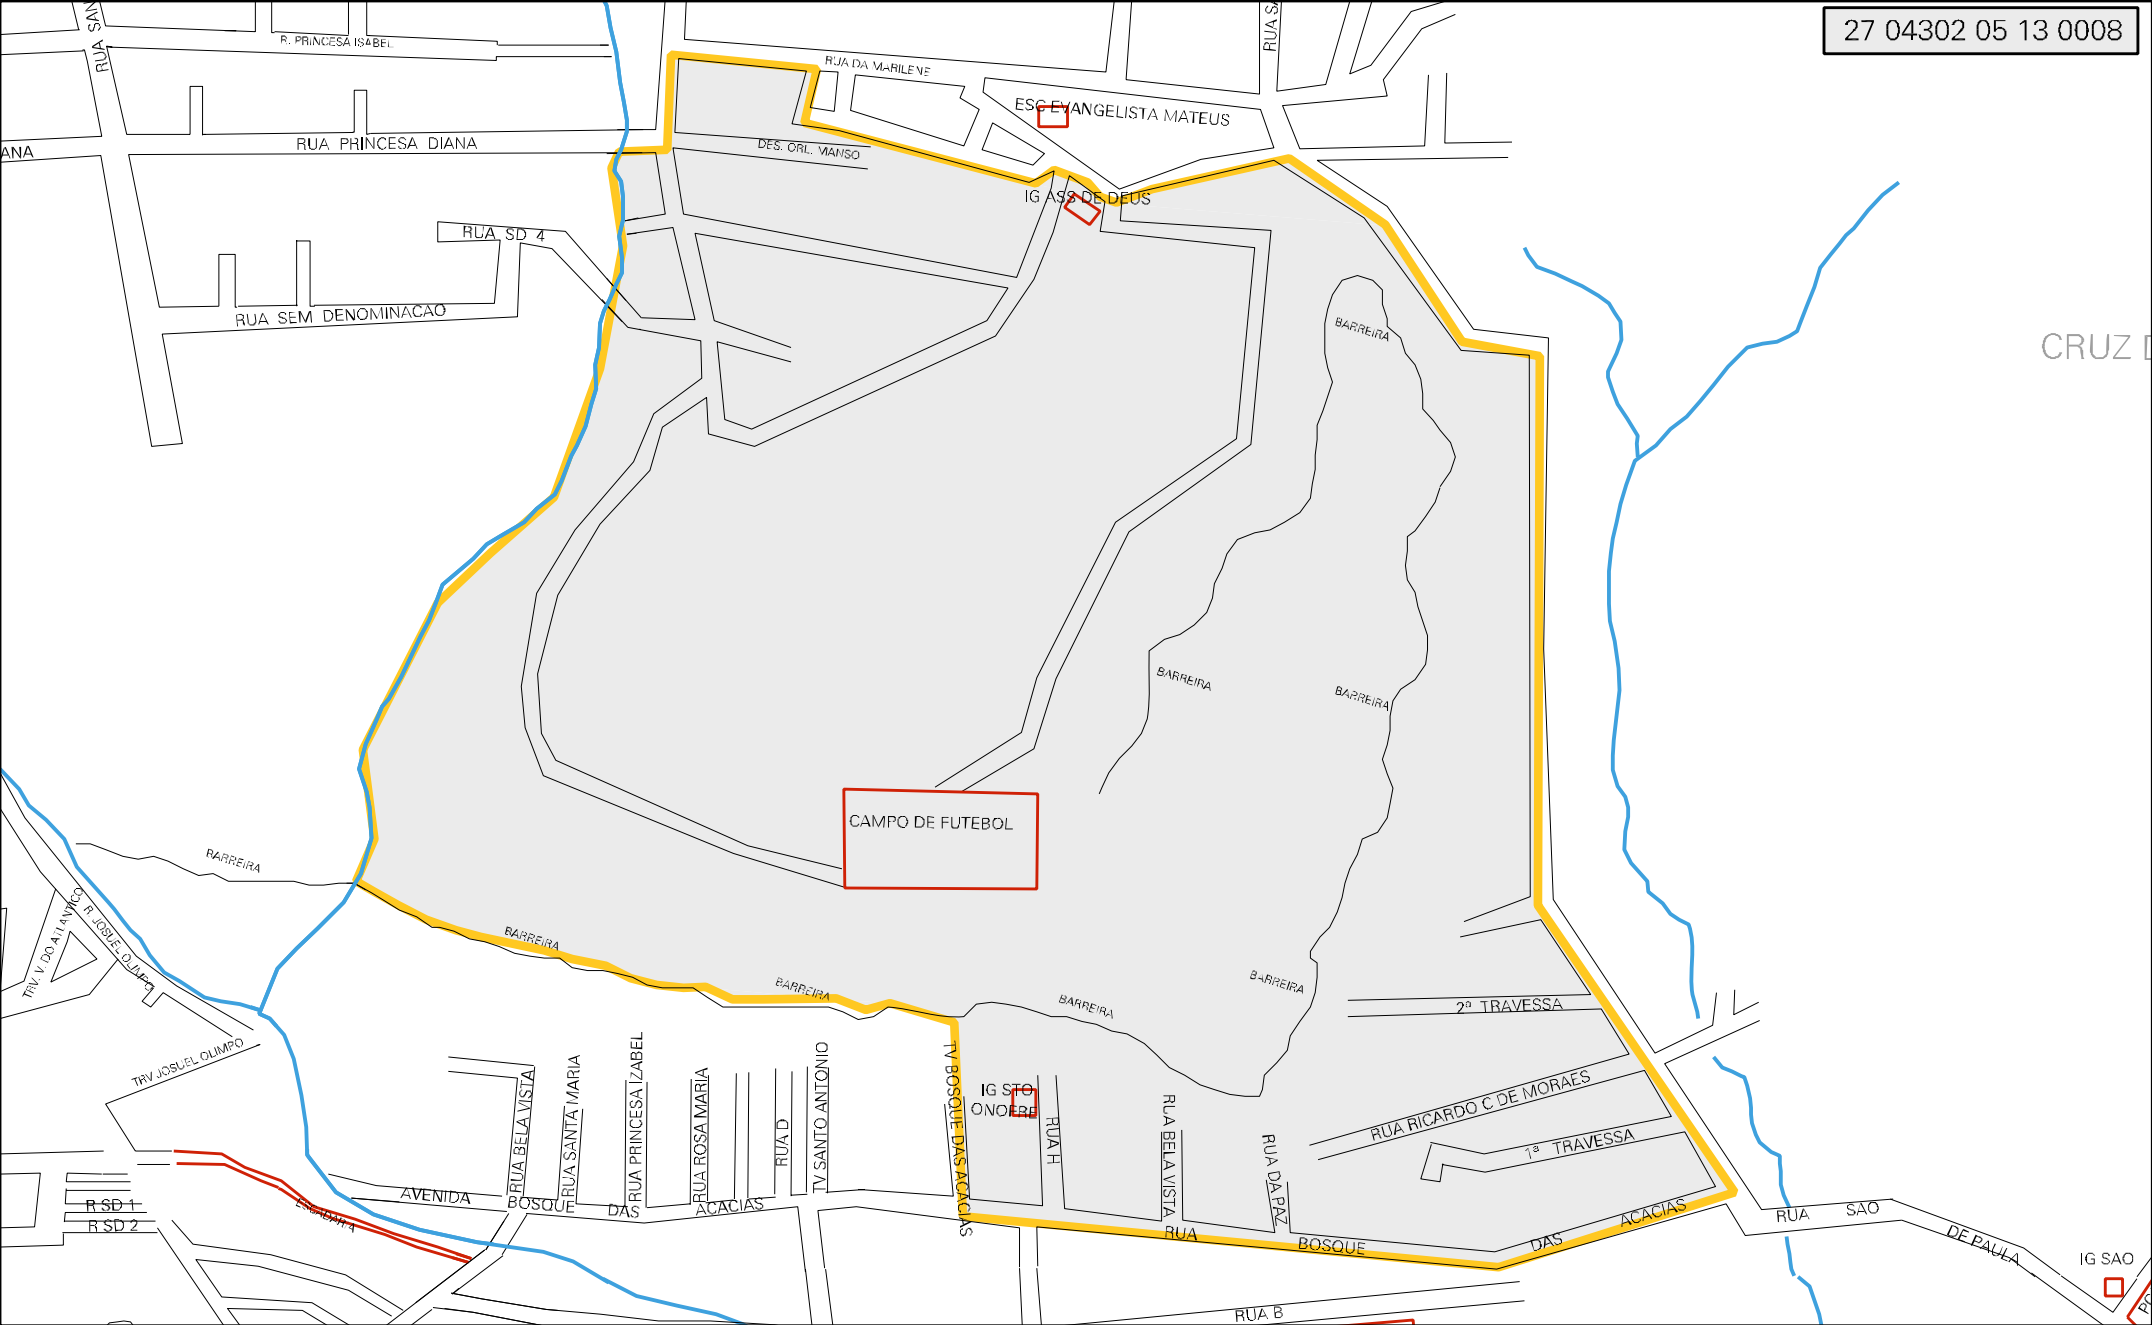 27 04302 05 13 0008
RUA SAN
R. PRINCESA ISABEL
RUA DA MARILENE
ESC EVANGELISTA MATEUS
ANA
RUA PRINCESA DIANA
DES. ORL. MANSO
IG ASS DE DEUS
RUA SD 4
RUA SEM DENOMINACAO
BARREIRA
CRUZ
BARREIRA
BARREIRA
CAMPO DE FUTEBOL
BARREIRA
TRV. V. DO ATLANTICO
R. JOSUEL OLIMPO
BARREIRA
BARREIRA
BARREIRA
BARREIRA
2ª TRAVESSA
TRV JOSUEL OLIMPO
RUA BELA VISTA
RUA SANTA MARIA
RUA PRINCESA IZABEL
RUA ROSA MARIA
RUA D
TV SANTO ANTONIO
TV BOSQUE DAS ACACIAS
IG STO
ONOFRE
RUA H
RUA BELA VISTA
RUA DA PAZ
RUA RICARDO C DE MORAES
1ª TRAVESSA
AVENIDA BOSQUE DAS ACACIAS
R SD 1
R SD 2
ESCADARIA
RUA BOSQUE DAS ACACIAS
RUA SAO DE PAULA
IG SAO
RUA B